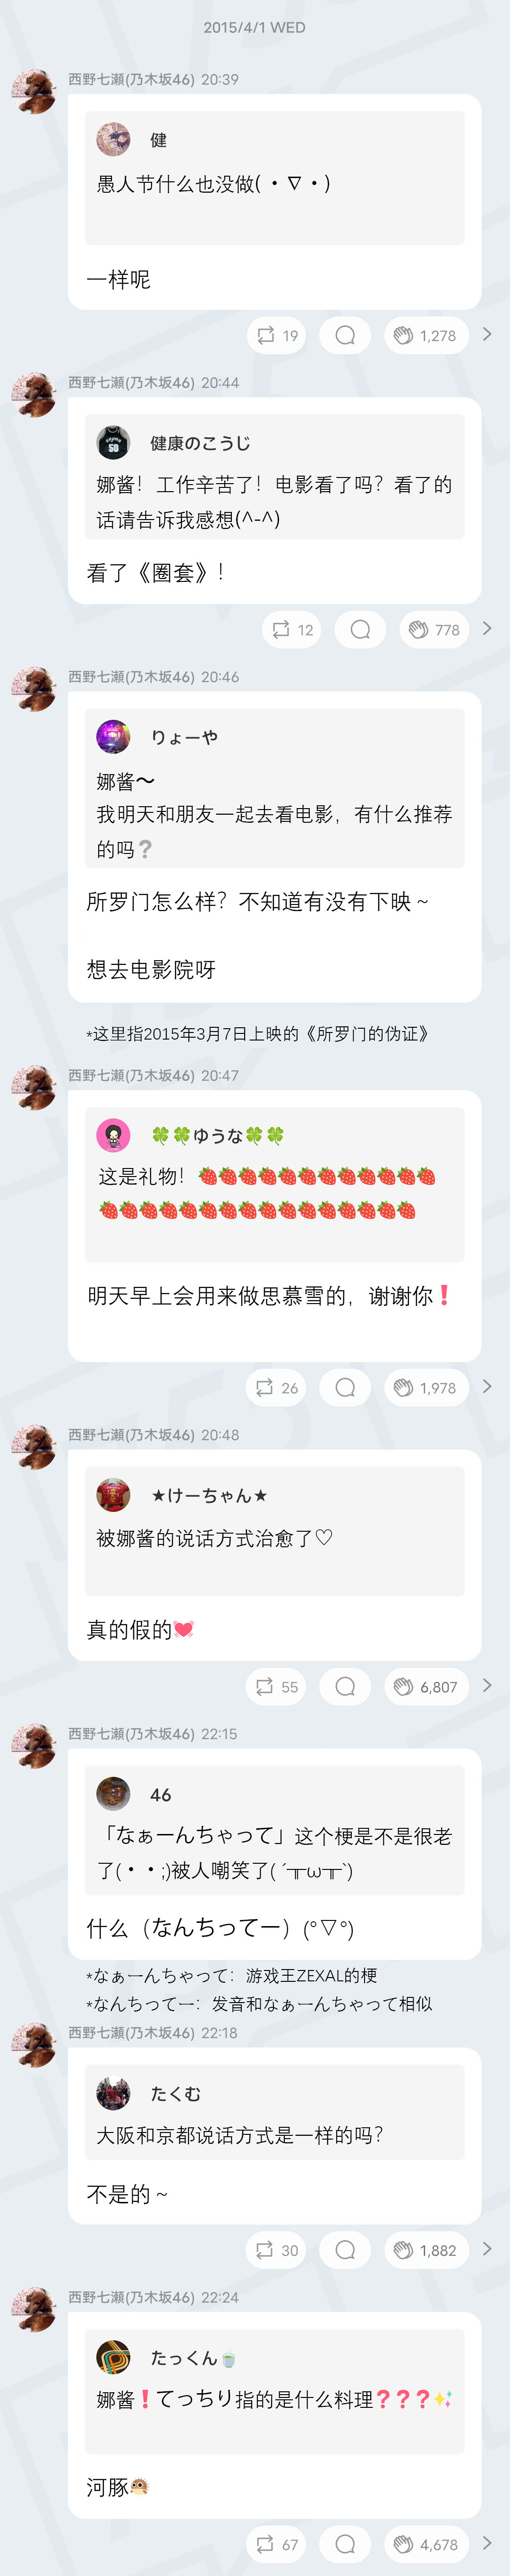 2015/4/1 WED
西野七瀬(乃木坂46) 20:39
健
愚人节什么也没做(・∇・)
一样呢
19 1,278
西野七瀬(乃木坂46) 20:44
健康のこうじ
娜酱！工作辛苦了！电影看了吗？看了的
话请告诉我感想(^-^)
看了《圈套》！
12 778
西野七瀬(乃木坂46) 20:46
りょーや
娜酱〜
我明天和朋友一起去看电影，有什么推荐
的吗❔
所罗门怎么样？不知道有没有下映~
想去电影院呀
*这里指2015年3月7日上映的《所罗门的伪证》
西野七瀬(乃木坂46) 20:47
🍀🍀ゆうな🍀🍀
这是礼物！🍓🍓🍓🍓🍓🍓🍓🍓🍓🍓🍓🍓
🍓🍓🍓🍓🍓🍓🍓🍓🍓🍓🍓🍓🍓🍓🍓🍓
明天早上会用来做思慕雪的，谢谢你❗
26 1,978
西野七瀬(乃木坂46) 20:48
★けーちゃん★
被娜酱的说话方式治愈了♡
真的假的💓
55 6,807
西野七瀬(乃木坂46) 22:15
46
「なぁーんちゃって」这个梗是不是很老
了(・・;)被人嘲笑了( ´╥ω╥`)
什么（なんちってー）(°▽°)
*なぁーんちゃって：游戏王ZEXAL的梗
*なんちってー：发音和なぁーんちゃって相似
西野七瀬(乃木坂46) 22:18
たくむ
大阪和京都说话方式是一样的吗？
不是的~
30 1,882
西野七瀬(乃木坂46) 22:24
たっくん🍵
娜酱❗てっちり指的是什么料理❓❓❓✨
河豚🐡
67 4,678